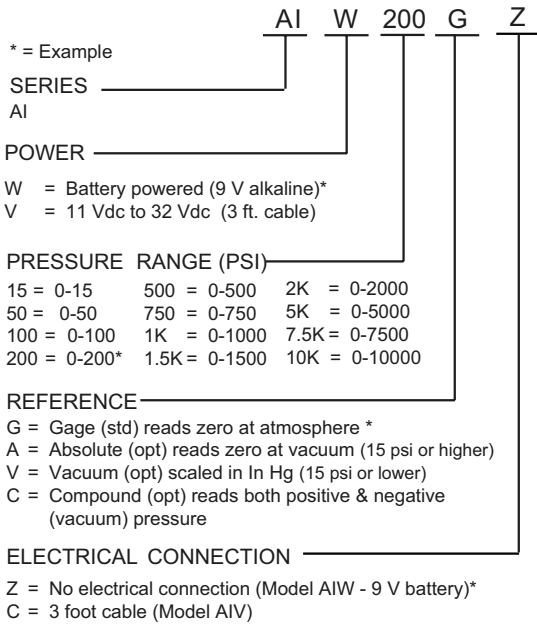 AI W 200 G Z
* = Example
SERIES
AI
POWER
W = Battery powered (9 V alkaline)*
V = 11 Vdc to 32 Vdc (3 ft. cable)
PRESSURE RANGE (PSI)
15 = 0-15 500 = 0-500 2K = 0-2000
50 = 0-50 750 = 0-750 5K = 0-5000
100 = 0-100 1K = 0-1000 7.5K = 0-7500
200 = 0-200* 1.5K = 0-1500 10K = 0-10000
REFERENCE
G = Gage (std) reads zero at atmosphere *
A = Absolute (opt) reads zero at vacuum (15 psi or higher)
V = Vacuum (opt) scaled in In Hg (15 psi or lower)
C = Compound (opt) reads both positive & negative
(vacuum) pressure
ELECTRICAL CONNECTION
Z = No electrical connection (Model AIW - 9 V battery)*
C = 3 foot cable (Model AIV)